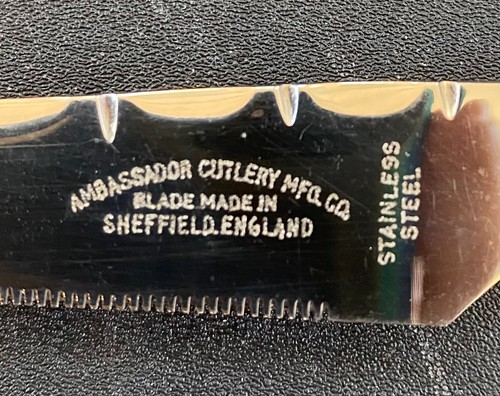 AMBASSADOR CUTLERY MFG. CO.
BLADE MADE IN
SHEFFIELD, ENGLAND
STAINLESS
STEEL